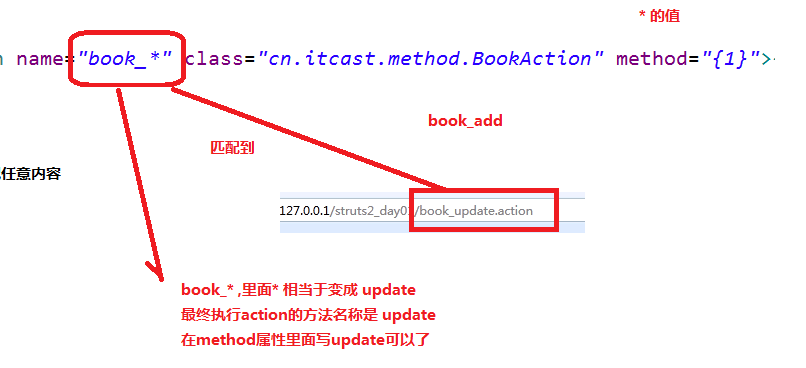 * 的值
n name="book_*" class="cn.itcast.method.BookAction" method="{1}">
book_add
匹配到
任意内容
127.0.0.1/struts2_day0 /book_update.action
book_* ,里面* 相当于变成 update
最终执行action的方法名称是 update
在method属性里面写update可以了